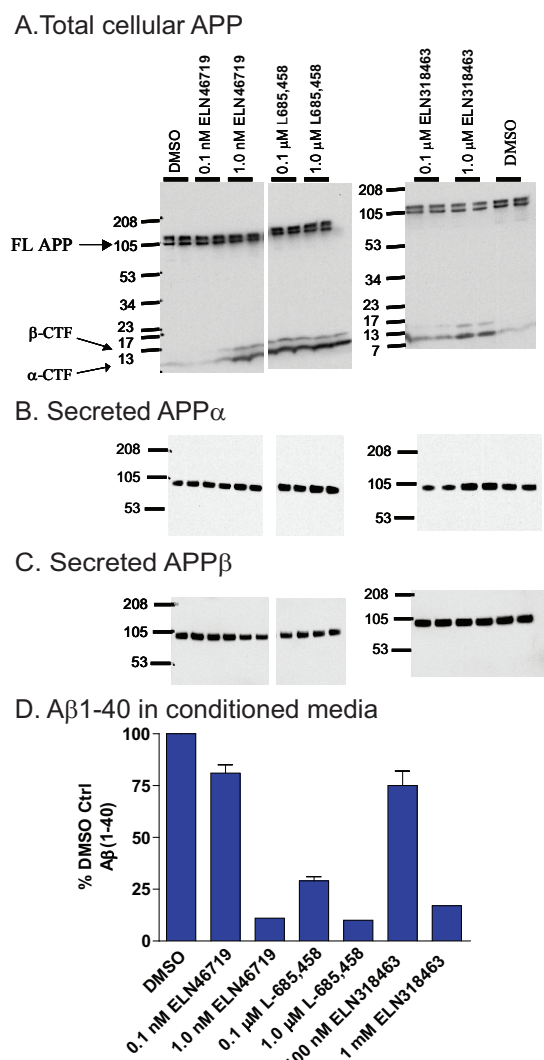 A.Total cellular APP
DMSO
0.1 nM ELN46719
1.0 nM ELN46719
0.1 μM L685,458
1.0 μM L685,458
0.1 μM ELN318463
1.0 μM ELN318463
DMSO
FL APP
β-CTF
α-CTF
208
105
53
34
23
17
13
208
105
53
34
23
17
13
7
B. Secreted APPα
208
105
53
208
105
53
C. Secreted APPβ
208
105
53
208
105
53
D. Aβ1-40 in conditioned media
% DMSO Ctrl
Aβ(1-40)
100
75
50
25
0
DMSO
0.1 nM ELN46719
1.0 nM ELN46719
0.1 μM L-685,458
1.0 μM L-685,458
00 nM ELN318463
1 mM ELN318463